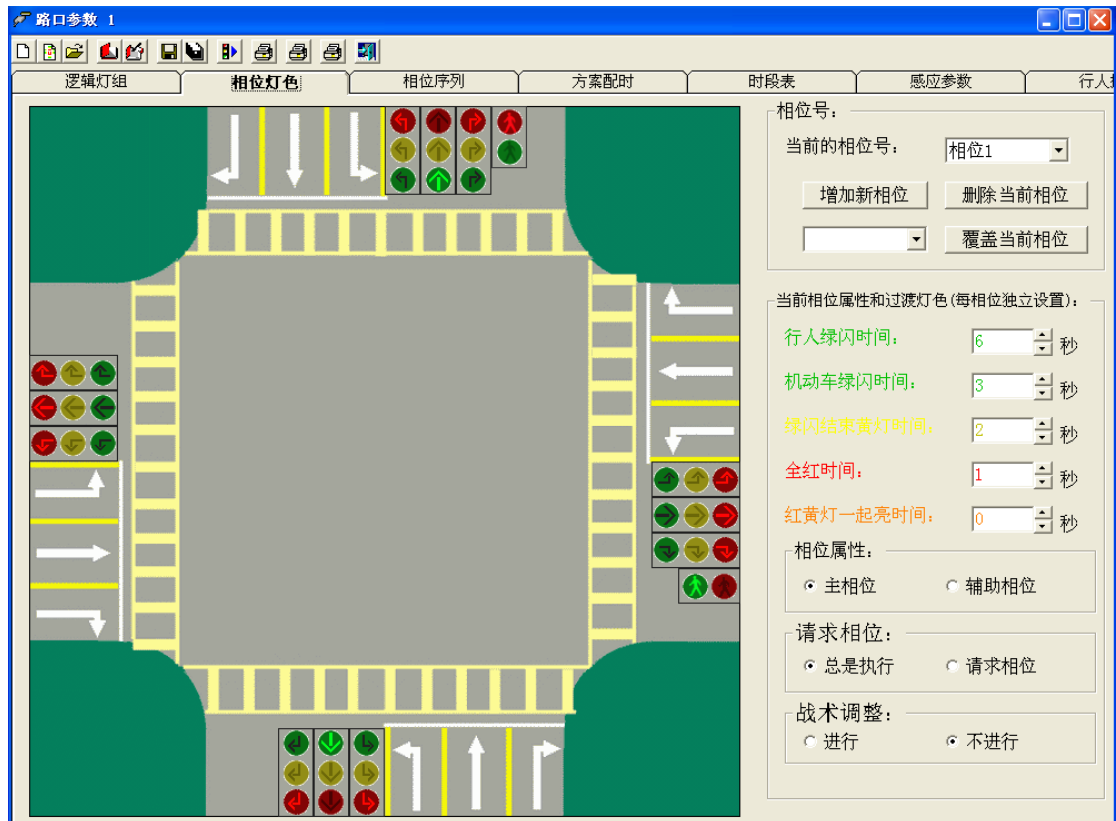 路口参数 1
逻辑灯组 相位灯色 相位序列 方案配时 时段表 感应参数 行人
相位号:
当前的相位号: 相位1
增加新相位 删除当前相位
覆盖当前相位
当前相位属性和过渡灯色(每相位独立设置):
行人绿闪时间: 6 秒
机动车绿闪时间: 3 秒
绿闪结束黄灯时间: 2 秒
全红时间: 1 秒
红黄灯一起亮时间: 0 秒
相位属性:
主相位 辅助相位
请求相位:
总是执行 请求相位
战术调整:
进行 不进行